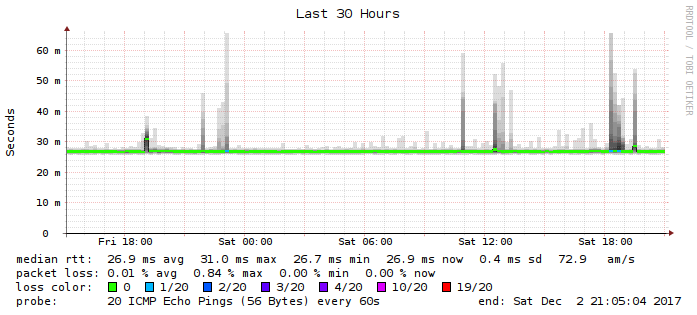 Last 30 Hours
RRDTOOL / TOBI OETIKER
Seconds
60 m
50 m
40 m
30 m
20 m
10 m
0
Fri 18:00 Sat 00:00 Sat 06:00 Sat 12:00 Sat 18:00
median rtt: 26.9 ms avg 31.0 ms max 26.7 ms min 26.9 ms now 0.4 ms sd 72.9 am/s
packet loss: 0.01 % avg 0.84 % max 0.00 % min 0.00 % now
loss color: 0 1/20 2/20 3/20 4/20 10/20 19/20
probe: 20 ICMP Echo Pings (56 Bytes) every 60s end: Sat Dec 2 21:05:04 2017